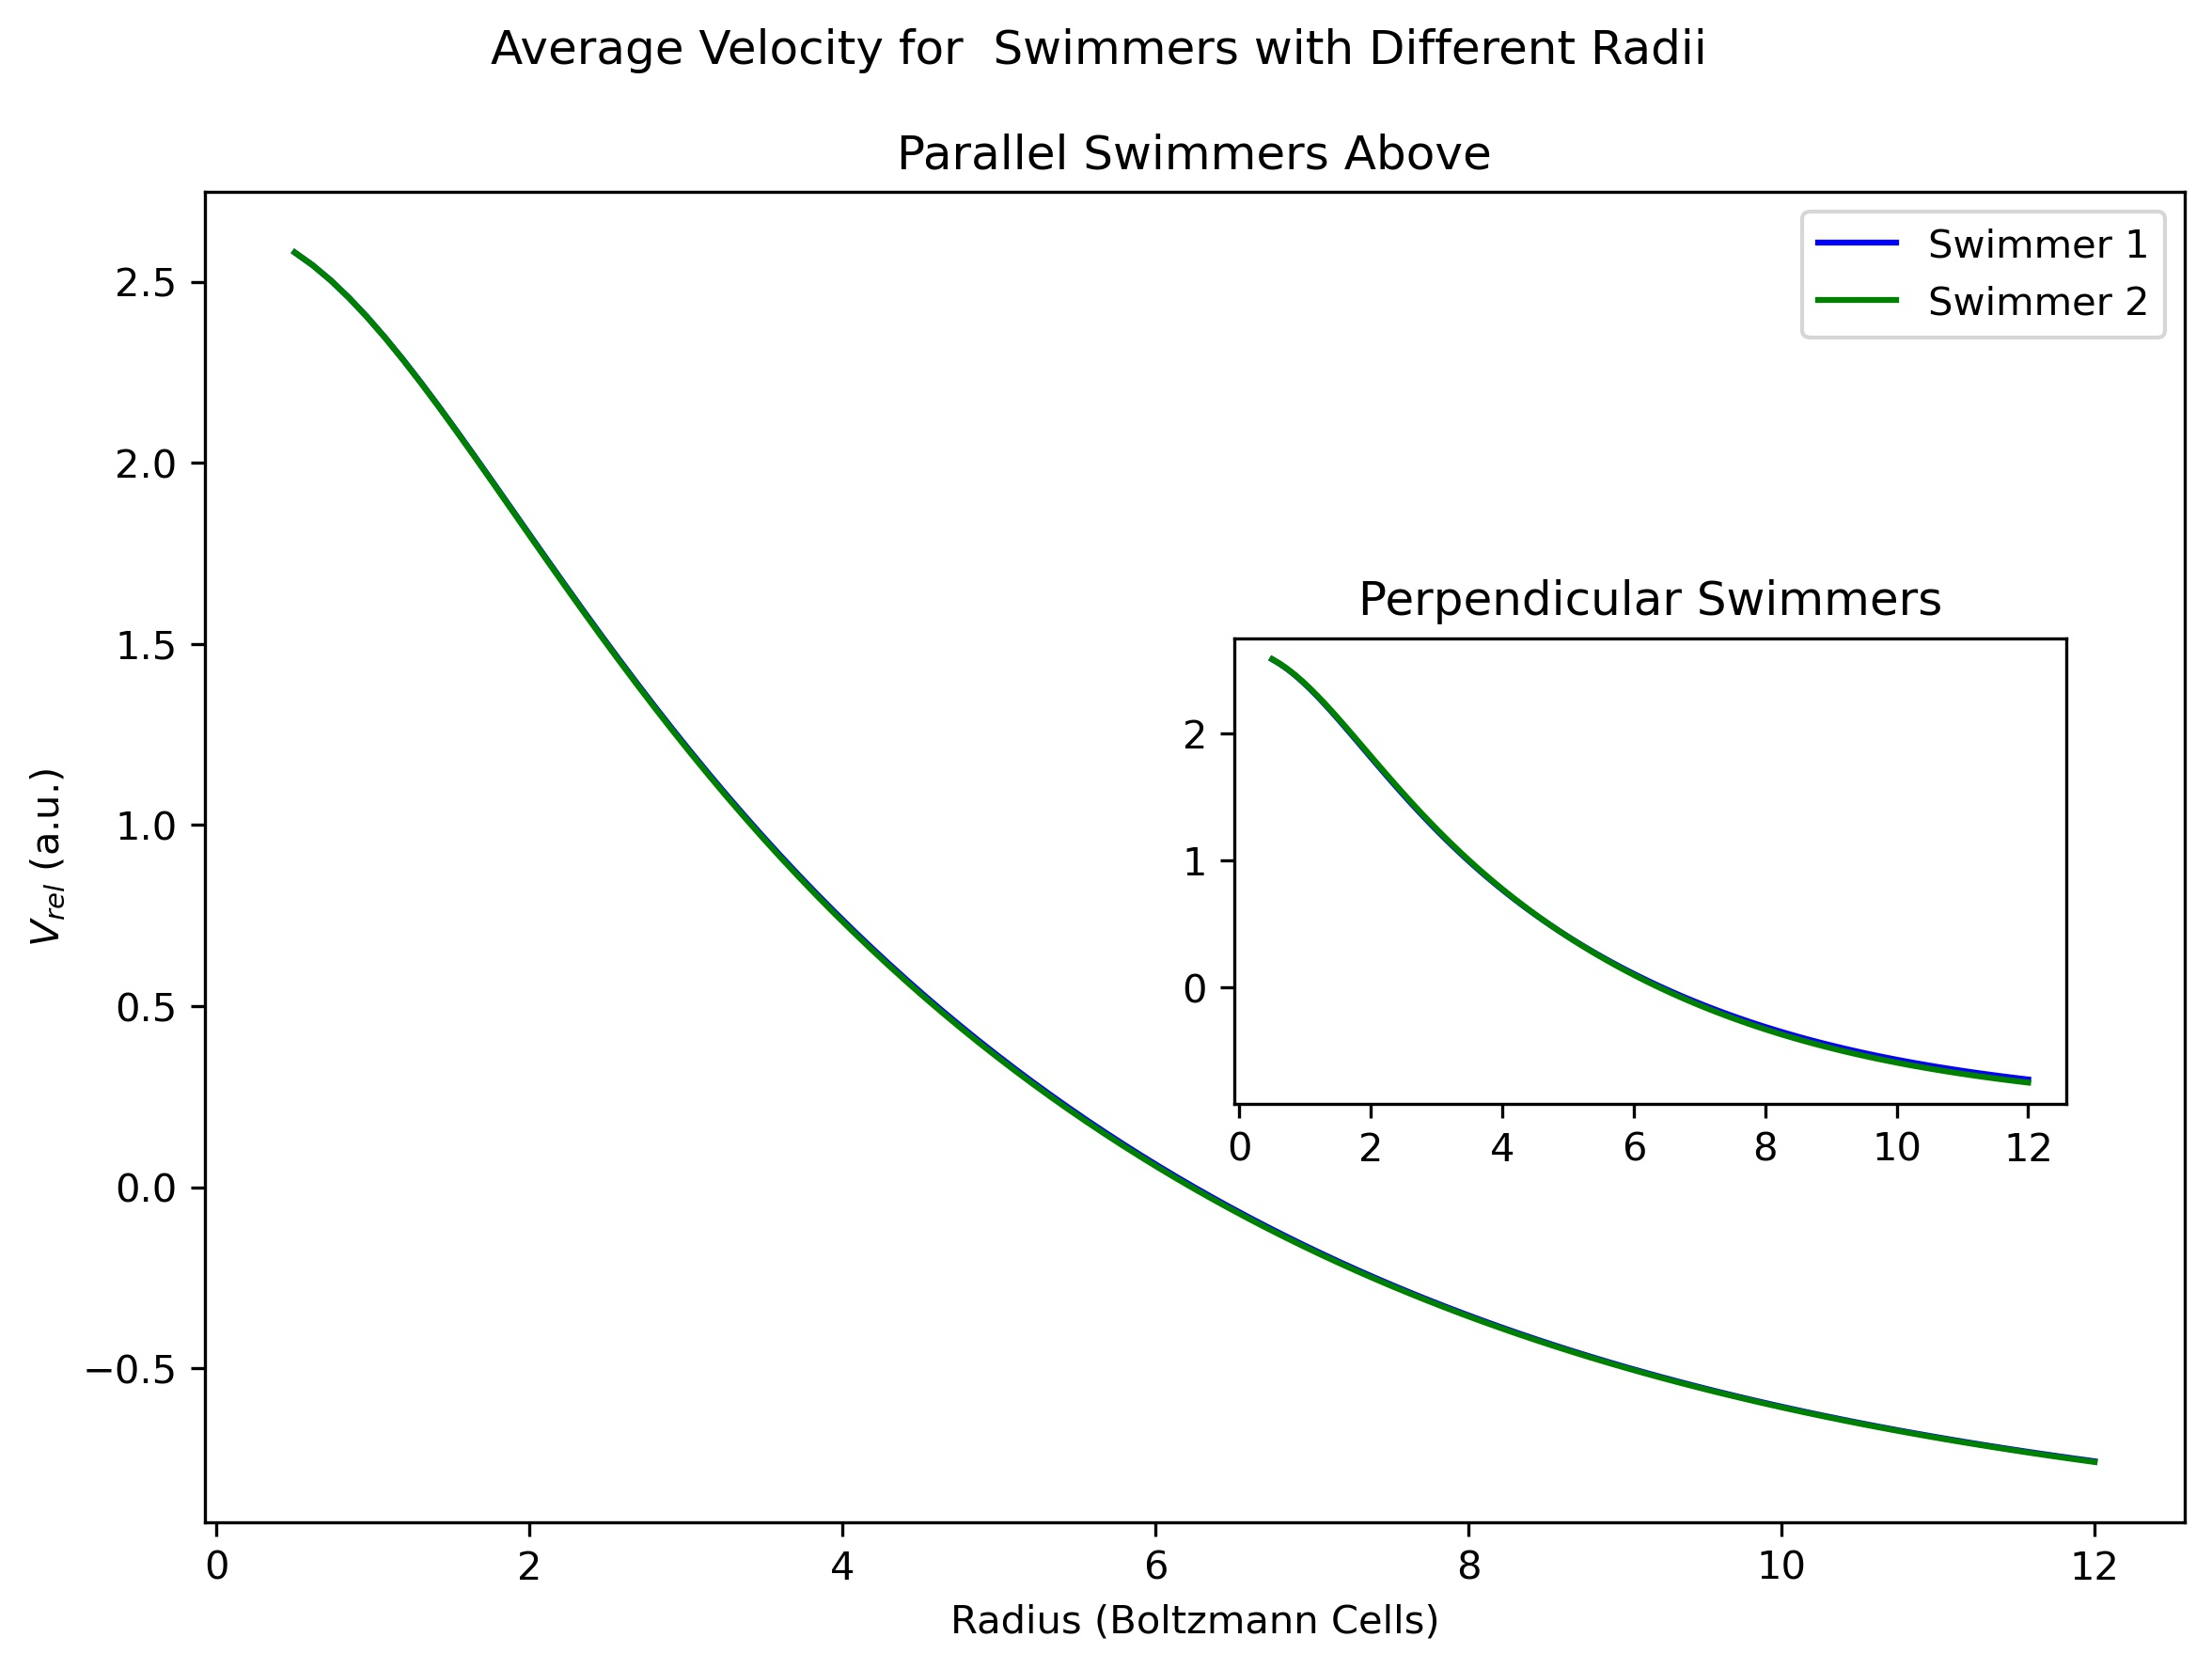 Average Velocity for  Swimmers with Different Radii
Parallel Swimmers Above
Swimmer 1
Swimmer 2
2.5
2.0
1.5
1.0
0.5
0.0
−0.5
V_rel (a.u.)
Perpendicular Swimmers
2
1
0
0 2 4 6 8 10 12
0 2 4 6 8 10 12
Radius (Boltzmann Cells)